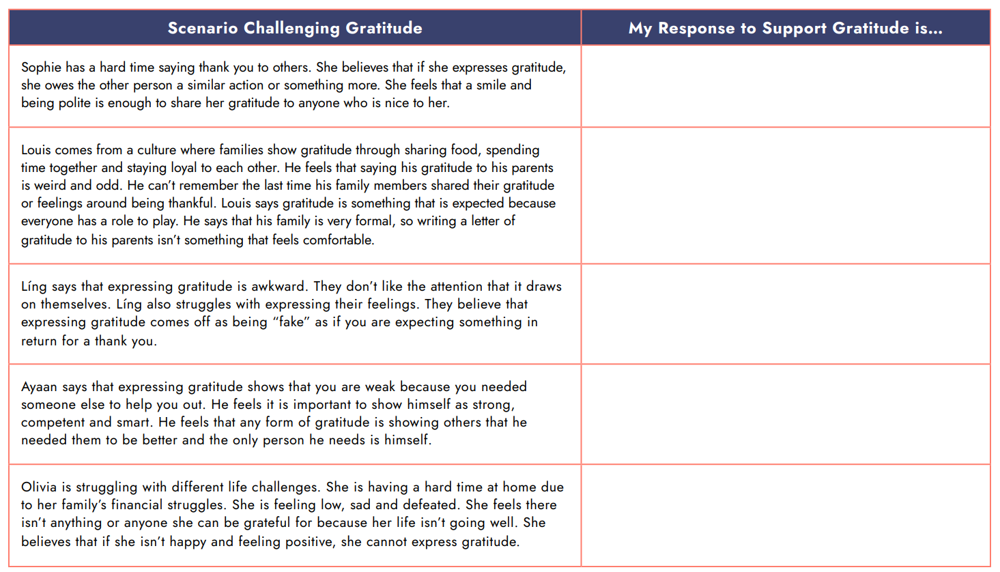 Scenario Challenging Gratitude
My Response to Support Gratitude is...
Sophie has a hard time saying thank you to others. She believes that if she expresses gratitude,
she owes the other person a similar action or something more. She feels that a smile and
being polite is enough to share her gratitude to anyone who is nice to her.
Louis comes from a culture where families show gratitude through sharing food, spending
time together and staying loyal to each other. He feels that saying his gratitude to his parents
is weird and odd. He can't remember the last time his family members shared their gratitude
or feelings around being thankful. Louis says gratitude is something that is expected because
everyone has a role to play. He says that his family is very formal, so writing a letter of
gratitude to his parents isn't something that feels comfortable.
Líng says that expressing gratitude is awkward. They don't like the attention that it draws
on themselves. Líng also struggles with expressing their feelings. They believe that
expressing gratitude comes off as being “fake” as if you are expecting something in
return for a thank you.
Ayaan says that expressing gratitude shows that you are weak because you needed
someone else to help you out. He feels it is important to show himself as strong,
competent and smart. He feels that any form of gratitude is showing others that he
needed them to be better and the only person he needs is himself.
Olivia is struggling with different life challenges. She is having a hard time at home due
to her family's financial struggles. She is feeling low, sad and defeated. She feels there
isn't anything or anyone she can be grateful for because her life isn't going well. She
believes that if she isn't happy and feeling positive, she cannot express gratitude.